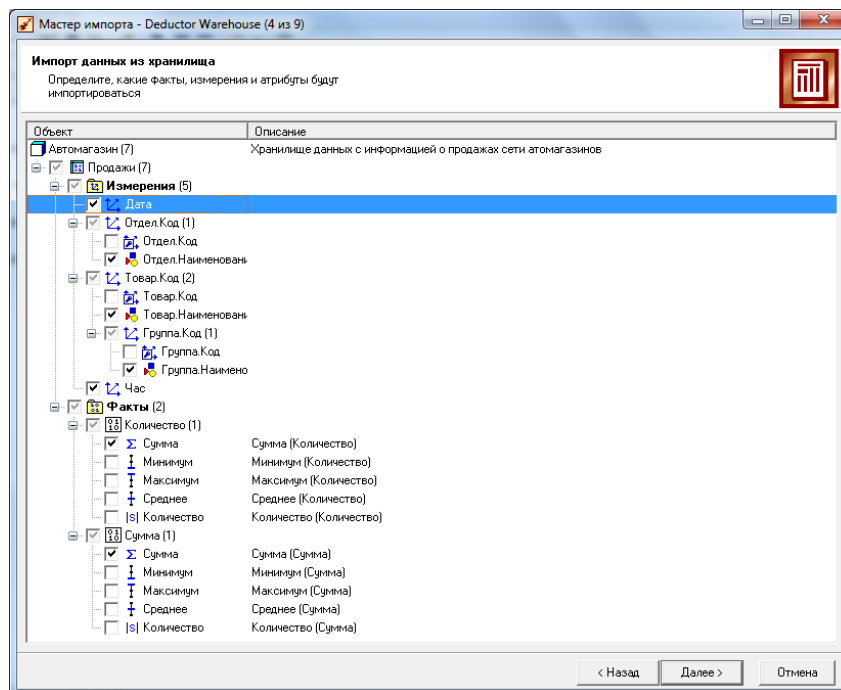 Мастер импорта - Deductor Warehouse (4 из 9)
Импорт данных из хранилища
Определите, какие факты, измерения и атрибуты будут
импортироваться
Объект Описание
Автомагазин (7) Хранилище данных с информацией о продажах сети атомагазинов
Продажи (7)
Измерения (5)
Дата
Отдел.Код (1)
Отдел.Код
Отдел.Наименовани
Товар.Код (2)
Товар.Код
Товар.Наименовани
Группа.Код (1)
Группа.Код
Группа.Наимено
Час
Факты (2)
Количество (1)
Сумма Сумма (Количество)
Минимум Минимум (Количество)
Максимум Максимум (Количество)
Среднее Среднее (Количество)
|S| Количество Количество (Количество)
Сумма (1)
Сумма Сумма (Сумма)
Минимум Минимум (Сумма)
Максимум Максимум (Сумма)
Среднее Среднее (Сумма)
|S| Количество Количество (Сумма)
< Назад Далее > Отмена